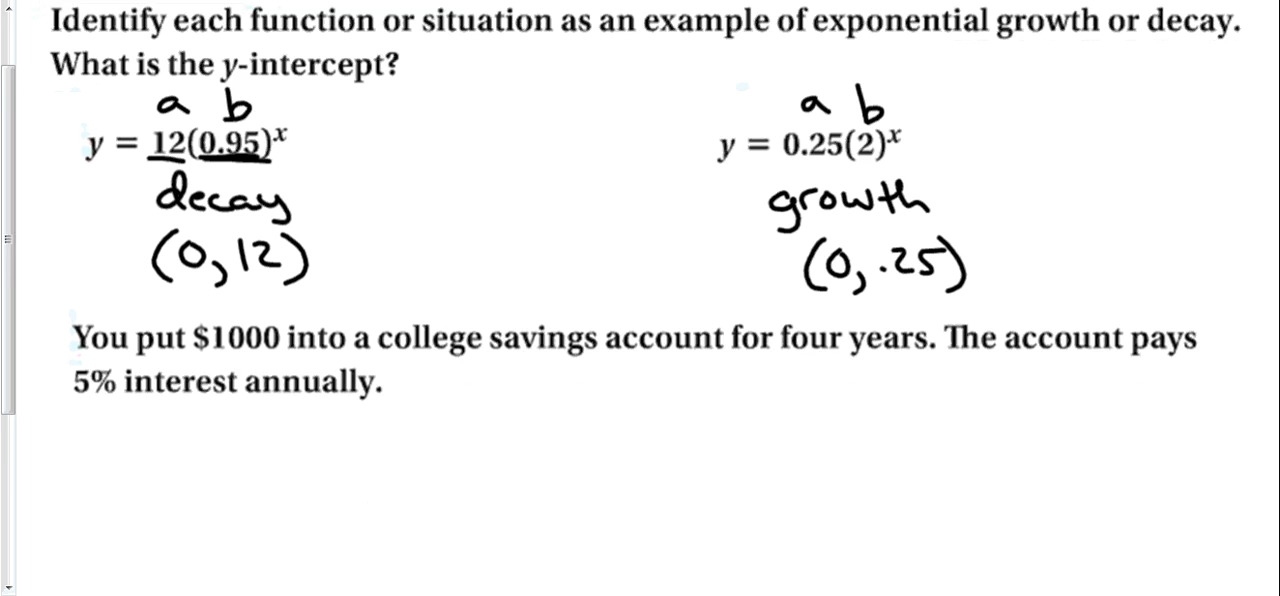 Identify each function or situation as an example of exponential growth or decay.
What is the y-intercept?
a b
y = 12(0.95)ˣ
decay
(0,12)
a b
y = 0.25(2)ˣ
growth
(0,.25)
You put $1000 into a college savings account for four years. The account pays
5% interest annually.